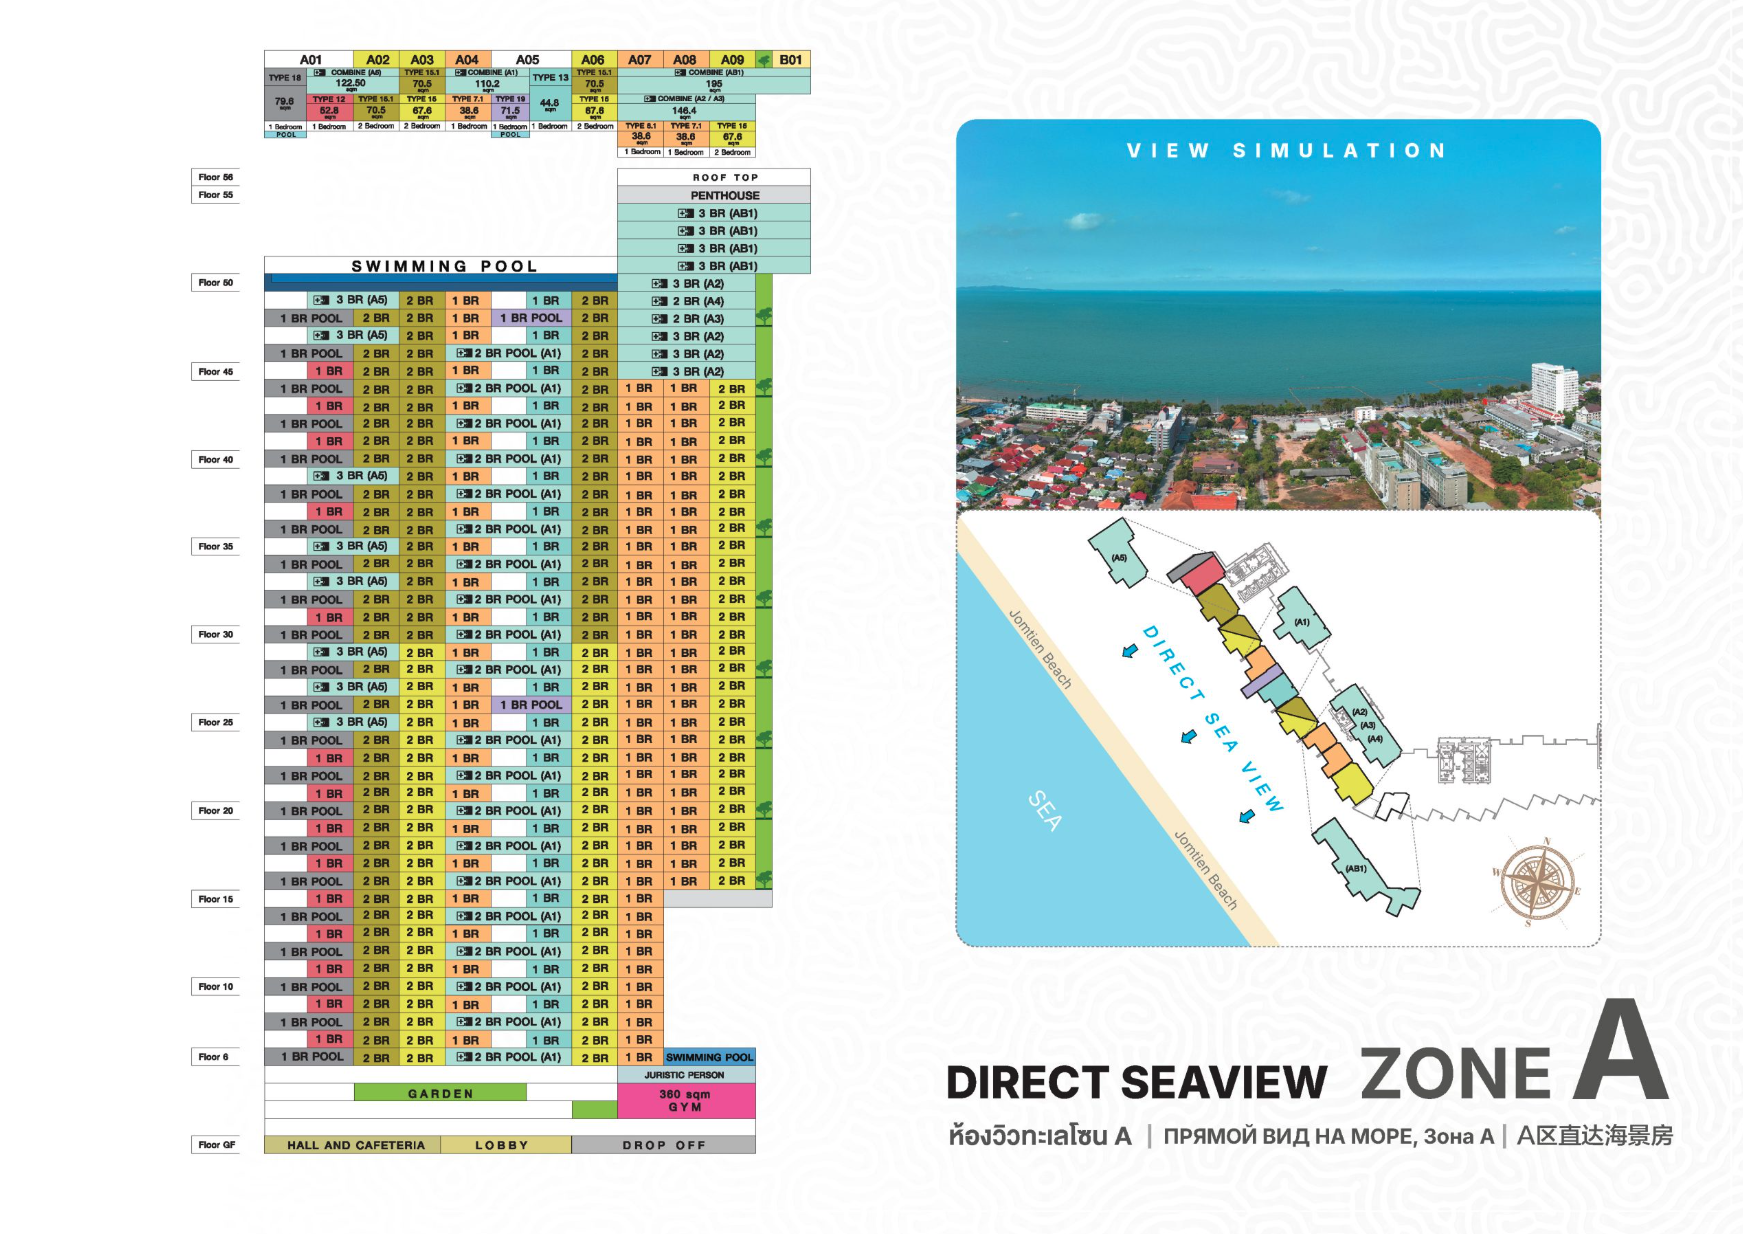 A01 A02 A03 A04 A05 A06 A07 A08 A09 B01
TYPE 18 COMBINE (A5) TYPE 15.1 COMBINE (A1) TYPE 13 TYPE 15.1 COMBINE (AB1)
122.50 sqm 70.5 sqm 110.2 sqm 70.5 sqm 195 sqm
79.6 sqm TYPE 12 TYPE 15.1 TYPE 15 TYPE 7.1 TYPE 19 44.8 sqm TYPE 15 COMBINE (A2 / A3)
52.8 sqm 70.5 sqm 67.6 sqm 38.6 sqm 71.5 sqm 67.6 sqm 146.4 sqm
1 Bedroom 1 Bedroom 2 Bedroom 2 Bedroom 1 Bedroom 1 Bedroom 1 Bedroom 2 Bedroom TYPE 8.1 TYPE 7.1 TYPE 15
POOL POOL 38.6 sqm 38.6 sqm 67.6 sqm
1 Bedroom 1 Bedroom 2 Bedroom
Floor 56 ROOF TOP
Floor 55 PENTHOUSE
3 BR (AB1)
3 BR (AB1)
3 BR (AB1)
SWIMMING POOL 3 BR (AB1)
Floor 50 3 BR (A2)
3 BR (A5) 2 BR 1 BR 1 BR 2 BR 2 BR (A4)
1 BR POOL 2 BR 2 BR 1 BR 1 BR POOL 2 BR 2 BR (A3)
3 BR (A5) 2 BR 1 BR 1 BR 2 BR 3 BR (A2)
1 BR POOL 2 BR 2 BR 2 BR POOL (A1) 2 BR 3 BR (A2)
Floor 45 1 BR 2 BR 2 BR 1 BR 1 BR 2 BR 3 BR (A2)
1 BR POOL 2 BR 2 BR 2 BR POOL (A1) 2 BR 1 BR 1 BR 2 BR
1 BR 2 BR 2 BR 1 BR 1 BR 2 BR 1 BR 1 BR 2 BR
1 BR POOL 2 BR 2 BR 2 BR POOL (A1) 2 BR 1 BR 1 BR 2 BR
1 BR 2 BR 2 BR 1 BR 1 BR 2 BR 1 BR 1 BR 2 BR
Floor 40 1 BR POOL 2 BR 2 BR 2 BR POOL (A1) 2 BR 1 BR 1 BR 2 BR
3 BR (A5) 2 BR 1 BR 1 BR 2 BR 1 BR 1 BR 2 BR
1 BR POOL 2 BR 2 BR 2 BR POOL (A1) 2 BR 1 BR 1 BR 2 BR
1 BR 2 BR 2 BR 1 BR 1 BR 2 BR 1 BR 1 BR 2 BR
1 BR POOL 2 BR 2 BR 2 BR POOL (A1) 2 BR 1 BR 1 BR 2 BR
Floor 35 3 BR (A5) 2 BR 1 BR 1 BR 2 BR 1 BR 1 BR 2 BR
1 BR POOL 2 BR 2 BR 2 BR POOL (A1) 2 BR 1 BR 1 BR 2 BR
3 BR (A5) 2 BR 1 BR 1 BR 2 BR 1 BR 1 BR 2 BR
1 BR POOL 2 BR 2 BR 2 BR POOL (A1) 2 BR 1 BR 1 BR 2 BR
1 BR 2 BR 2 BR 1 BR 1 BR 2 BR 1 BR 1 BR 2 BR
Floor 30 1 BR POOL 2 BR 2 BR 2 BR POOL (A1) 2 BR 1 BR 1 BR 2 BR
3 BR (A5) 2 BR 1 BR 1 BR 2 BR 1 BR 1 BR 2 BR
1 BR POOL 2 BR 2 BR 2 BR POOL (A1) 2 BR 1 BR 1 BR 2 BR
3 BR (A5) 2 BR 1 BR 1 BR 2 BR 1 BR 1 BR 2 BR
1 BR POOL 2 BR 2 BR 1 BR 1 BR POOL 2 BR 1 BR 1 BR 2 BR
Floor 25 3 BR (A5) 2 BR 1 BR 1 BR 2 BR 1 BR 1 BR 2 BR
1 BR POOL 2 BR 2 BR 2 BR POOL (A1) 2 BR 1 BR 1 BR 2 BR
1 BR 2 BR 2 BR 1 BR 1 BR 2 BR 1 BR 1 BR 2 BR
1 BR POOL 2 BR 2 BR 2 BR POOL (A1) 2 BR 1 BR 1 BR 2 BR
1 BR 2 BR 2 BR 1 BR 1 BR 2 BR 1 BR 1 BR 2 BR
Floor 20 1 BR POOL 2 BR 2 BR 2 BR POOL (A1) 2 BR 1 BR 1 BR 2 BR
1 BR 2 BR 2 BR 1 BR 1 BR 2 BR 1 BR 1 BR 2 BR
1 BR POOL 2 BR 2 BR 2 BR POOL (A1) 2 BR 1 BR 1 BR 2 BR
1 BR 2 BR 2 BR 1 BR 1 BR 2 BR 1 BR 1 BR 2 BR
1 BR POOL 2 BR 2 BR 2 BR POOL (A1) 2 BR 1 BR 1 BR 2 BR
Floor 15 1 BR 2 BR 2 BR 1 BR 1 BR 2 BR 1 BR
1 BR POOL 2 BR 2 BR 2 BR POOL (A1) 2 BR 1 BR
1 BR 2 BR 2 BR 1 BR 1 BR 2 BR 1 BR
1 BR POOL 2 BR 2 BR 2 BR POOL (A1) 2 BR 1 BR
1 BR 2 BR 2 BR 1 BR 1 BR 2 BR 1 BR
Floor 10 1 BR POOL 2 BR 2 BR 2 BR POOL (A1) 2 BR 1 BR
1 BR 2 BR 2 BR 1 BR 1 BR 2 BR 1 BR
1 BR POOL 2 BR 2 BR 2 BR POOL (A1) 2 BR 1 BR
1 BR 2 BR 2 BR 1 BR 1 BR 2 BR 1 BR
Floor 6 1 BR POOL 2 BR 2 BR 2 BR POOL (A1) 2 BR 1 BR SWIMMING POOL
JURISTIC PERSON
GARDEN 360 sqm
GYM
Floor GF HALL AND CAFETERIA LOBBY DROP OFF
VIEW SIMULATION
(A5)
(A1)
(A2)
(A3)
(A4)
(AB1)
Jomtien Beach
DIRECT SEA VIEW
SEA
Jomtien Beach
N
W
E
S
DIRECT SEAVIEW ZONE A
ห้องวิวทะเลโซน A | ПРЯМОЙ ВИД НА МОРЕ, Зона А | A区直达海景房